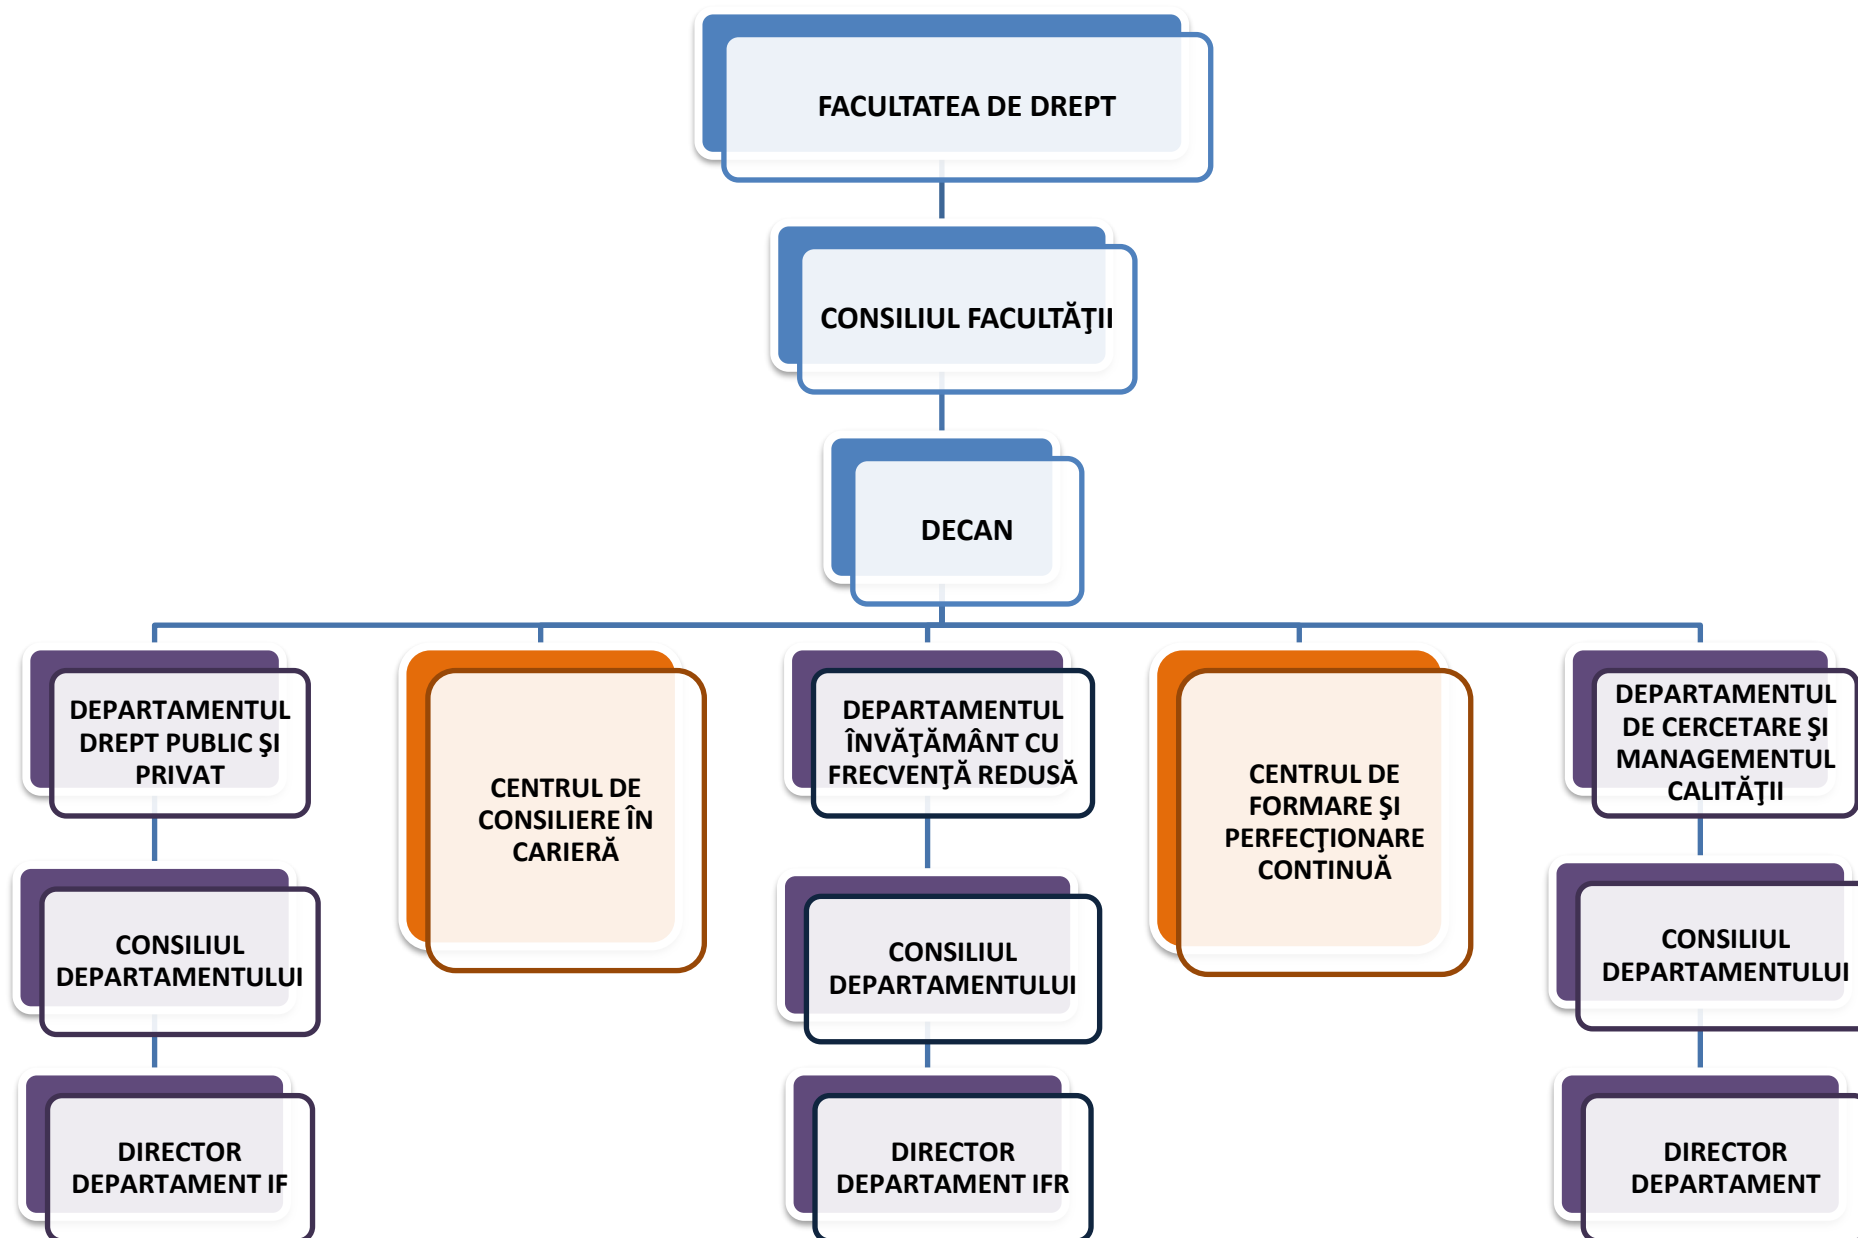 FACULTATEA DE DREPT
CONSILIUL FACULTĂŢII
DECAN
DEPARTAMENTUL
DREPT PUBLIC ŞI
PRIVAT
CENTRUL DE
CONSILIERE ÎN
CARIERĂ
DEPARTAMENTUL
ÎNVĂŢĂMÂNT CU
FRECVENŢĂ REDUSĂ
CENTRUL DE
FORMARE ŞI
PERFECŢIONARE
CONTINUĂ
DEPARTAMENTUL
DE CERCETARE ŞI
MANAGEMENTUL
CALITĂŢII
CONSILIUL
DEPARTAMENTULUI
CONSILIUL
DEPARTAMENTULUI
CONSILIUL
DEPARTAMENTULUI
DIRECTOR
DEPARTAMENT IF
DIRECTOR
DEPARTAMENT IFR
DIRECTOR
DEPARTAMENT